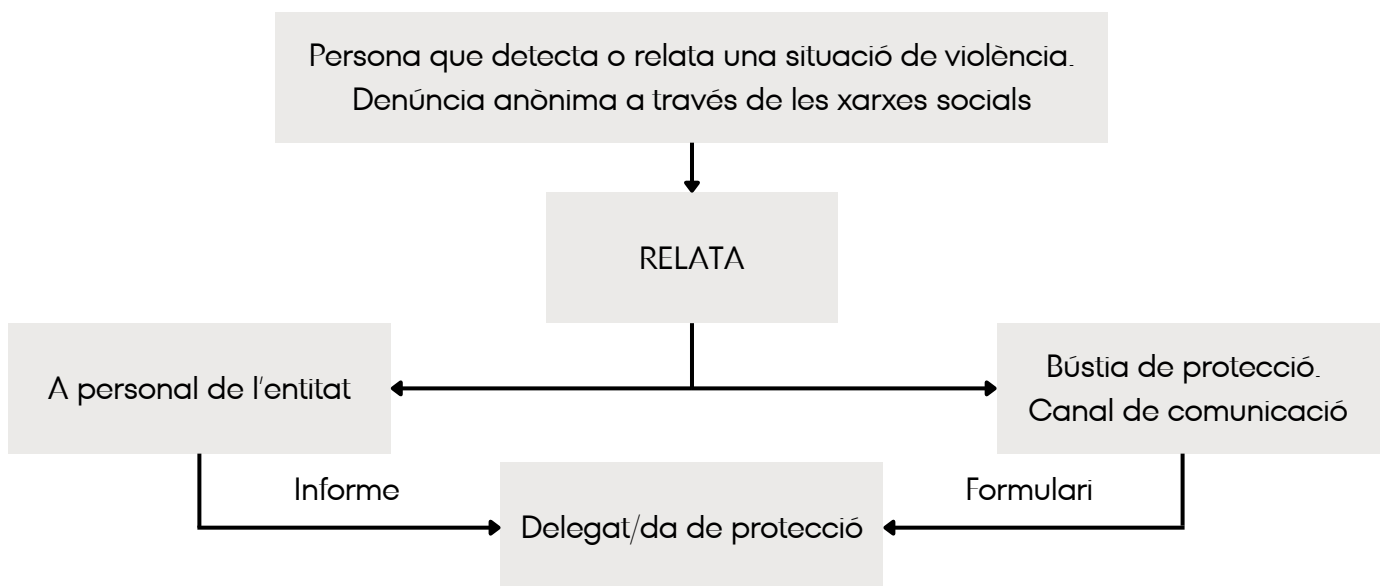 Persona que detecta o relata una situació de violència.
Denúncia anònima a través de les xarxes socials
RELATA
A personal de l'entitat
Bústia de protecció.
Canal de comunicació
Informe
Formulari
Delegat/da de protecció